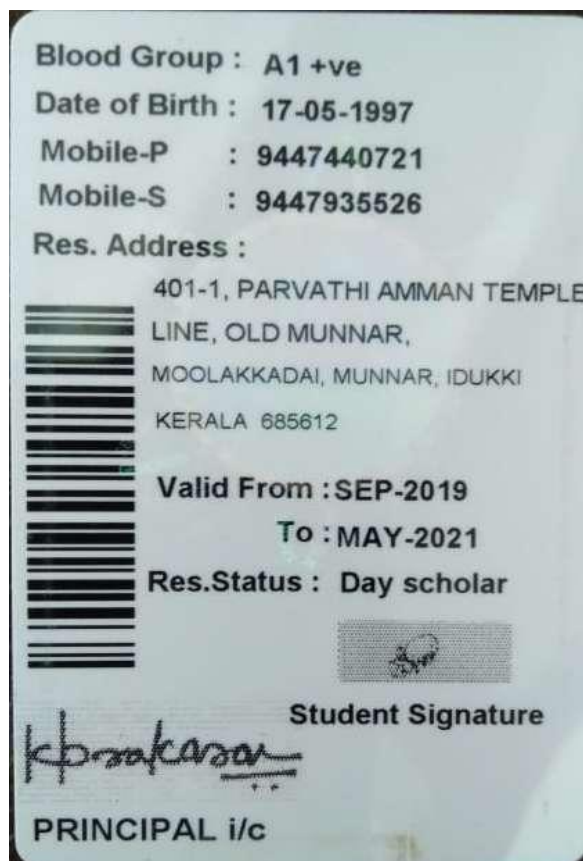 Blood Group : A1 +ve
Date of Birth : 17-05-1997
Mobile-P : 9447440721
Mobile-S : 9447935526
Res. Address :
401-1, PARVATHI AMMAN TEMPLE
LINE, OLD MUNNAR,
MOOLAKKADAI, MUNNAR, IDUKKI
KERALA 685612
Valid From : SEP-2019
To : MAY-2021
Res.Status : Day scholar
Student Signature
PRINCIPAL i/c